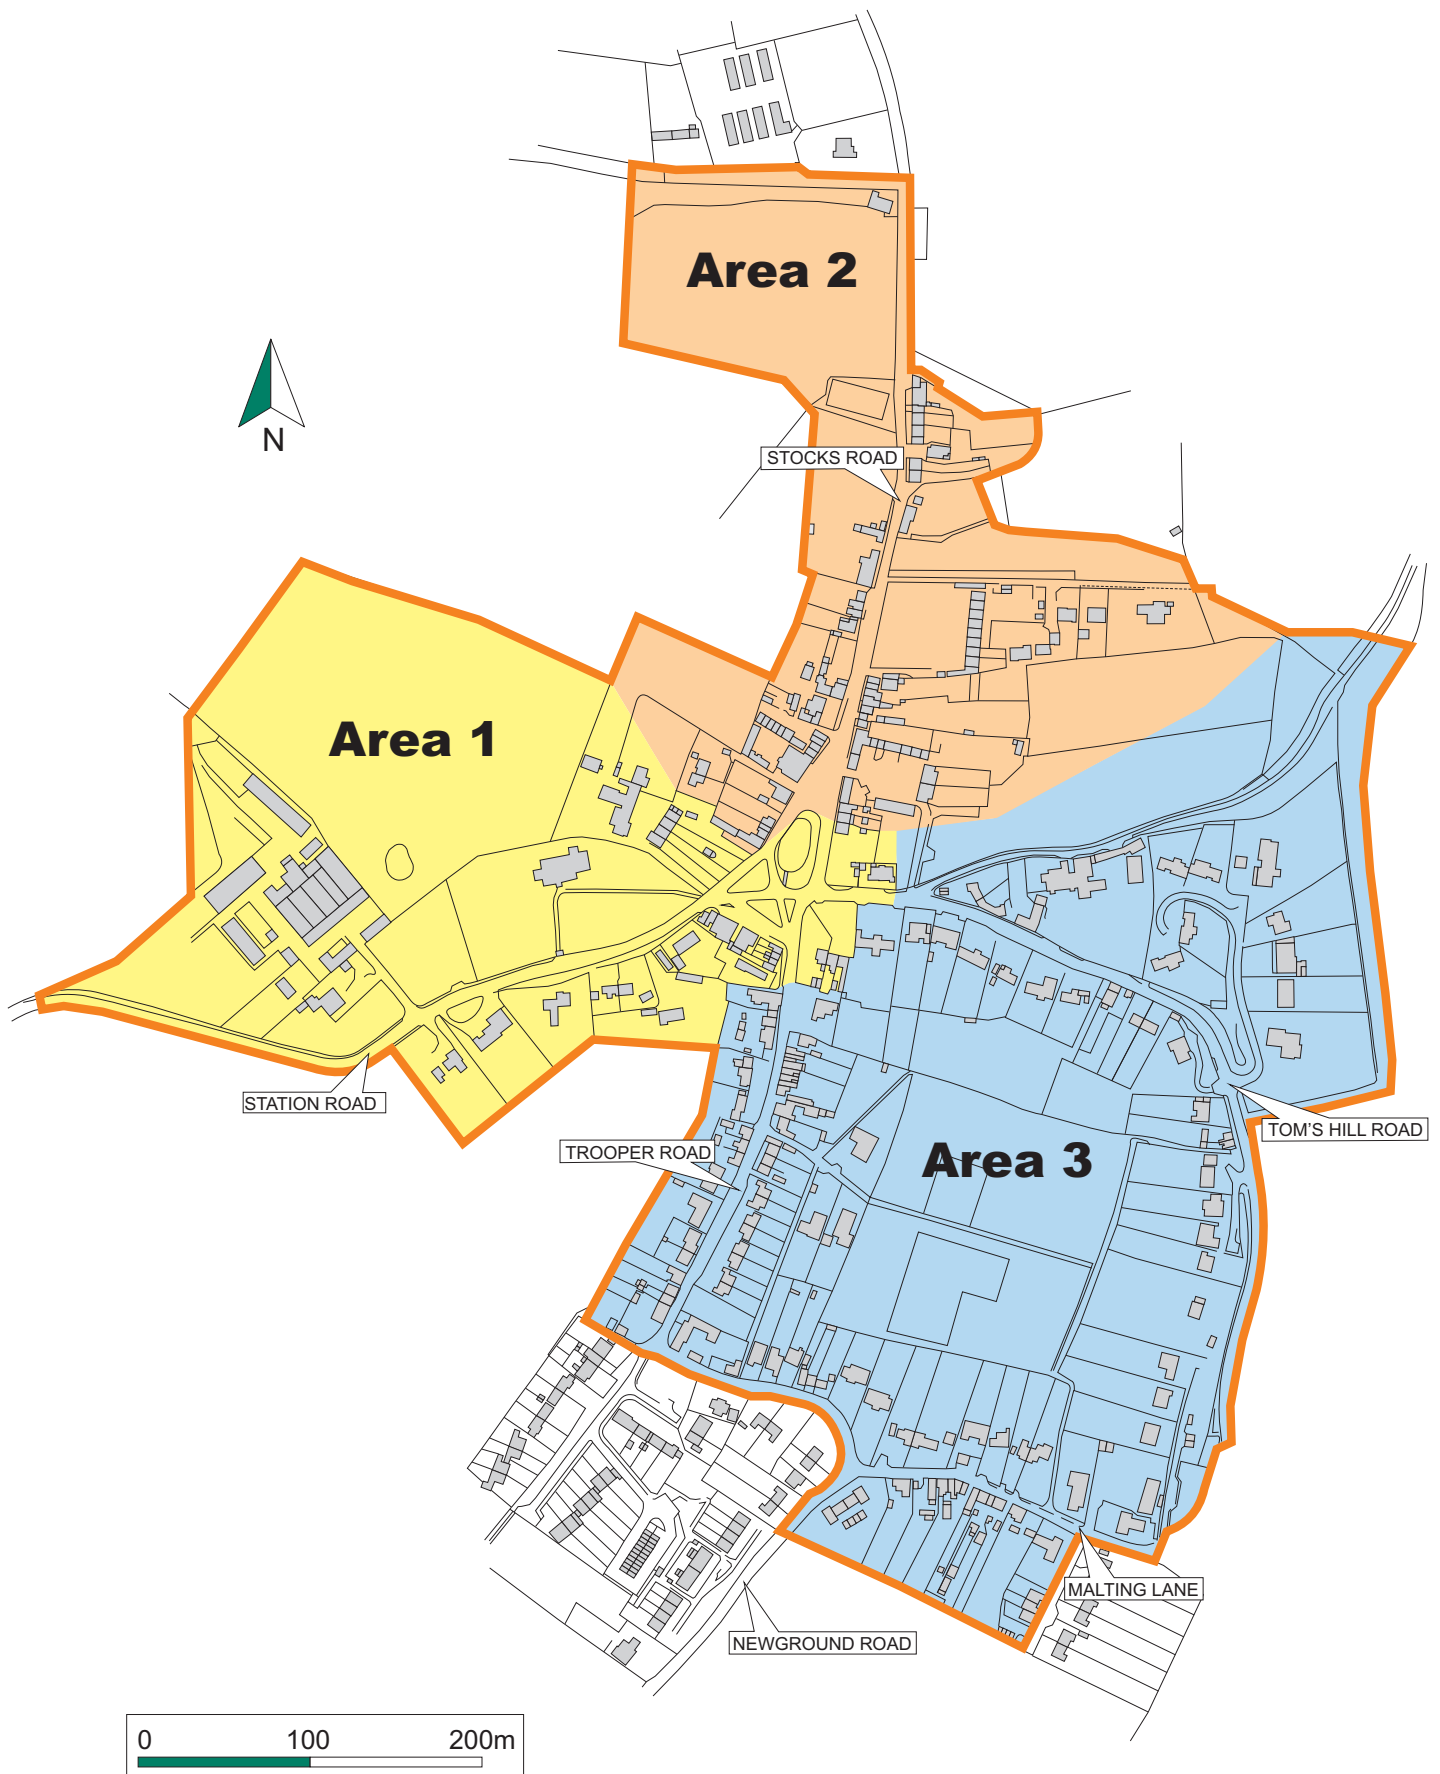 Area 2
N
STOCKS ROAD
Area 1
STATION ROAD
TOM'S HILL ROAD
TROOPER ROAD
Area 3
MALTING LANE
NEWGROUND ROAD
0 100 200m